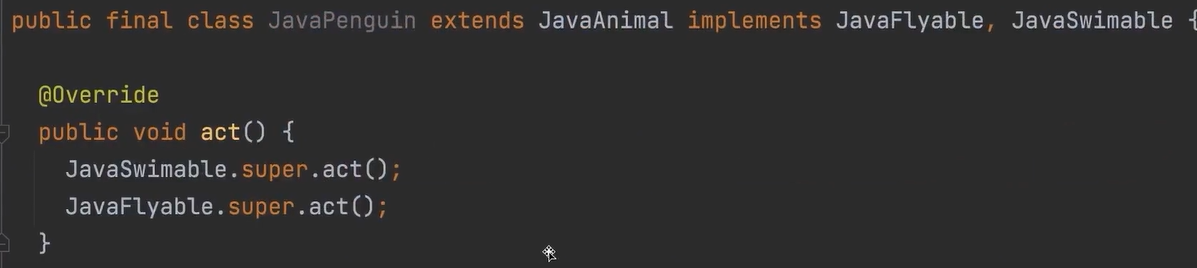 public final class JavaPenguin extends JavaAnimal implements JavaFlyable, JavaSwimable {
@Override
public void act() {
JavaSwimable.super.act();
JavaFlyable.super.act();
}